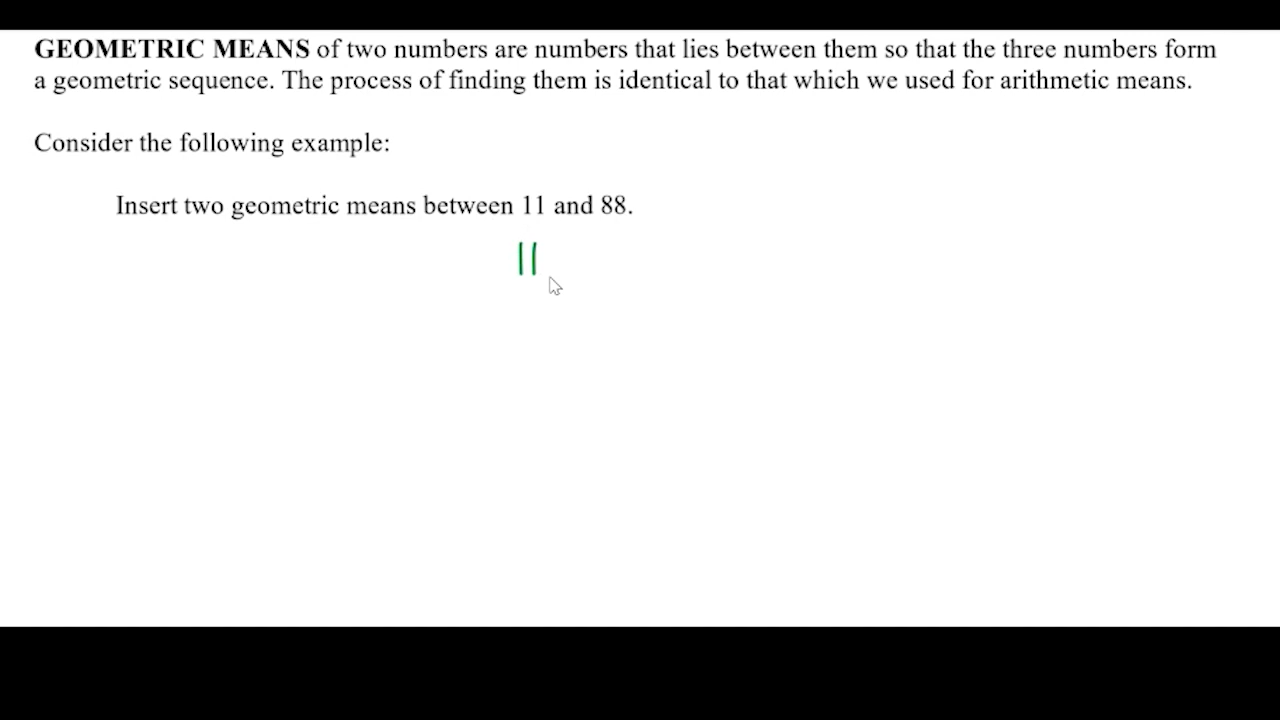 GEOMETRIC MEANS of two numbers are numbers that lies between them so that the three numbers form
a geometric sequence. The process of finding them is identical to that which we used for arithmetic means.
Consider the following example:
Insert two geometric means between 11 and 88.
11